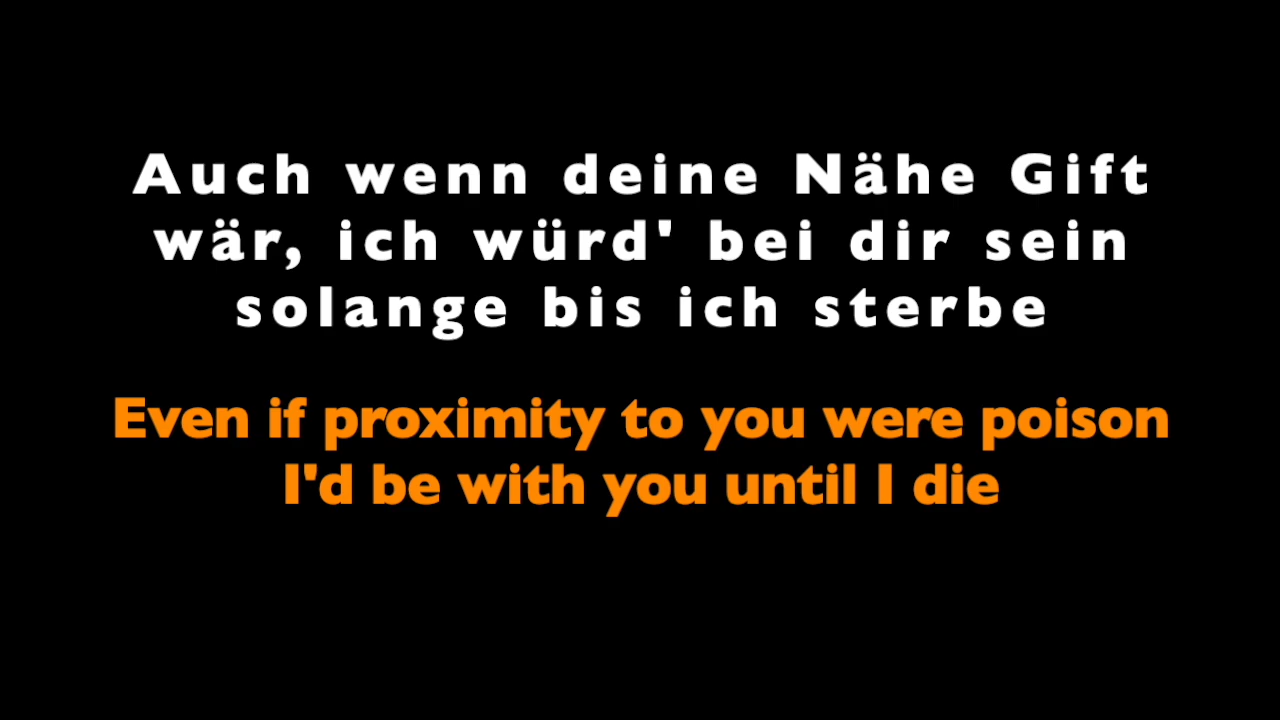 Auch wenn deine Nähe Gift
wär, ich würd' bei dir sein
solange bis ich sterbe
Even if proximity to you were poison
I'd be with you until I die